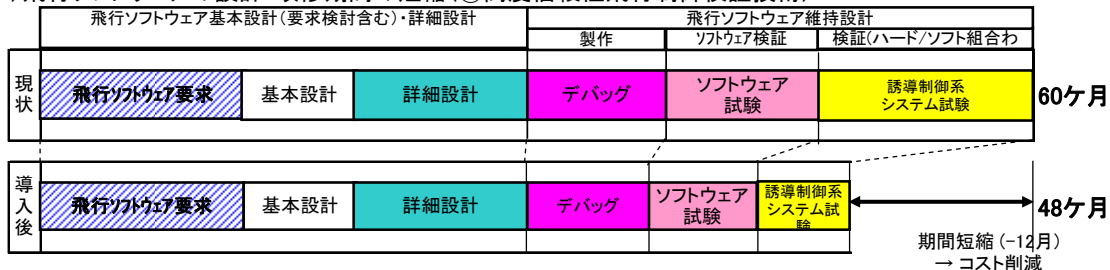 飛行ソフトウェア基本設計(要求検討含む)・詳細設計
飛行ソフトウェア維持設計
製作
ソフトウェア検証
検証(ハード/ソフト組合わ
現状
飛行ソフトウェア要求
基本設計
詳細設計
デバッグ
ソフトウェア
試験
誘導制御系
システム試験
60ケ月
導入後
飛行ソフトウェア要求
基本設計
詳細設計
デバッグ
ソフトウェア
試験
誘導制御系
システム試
験
48ケ月
期間短縮(-12月)
→ コスト削減